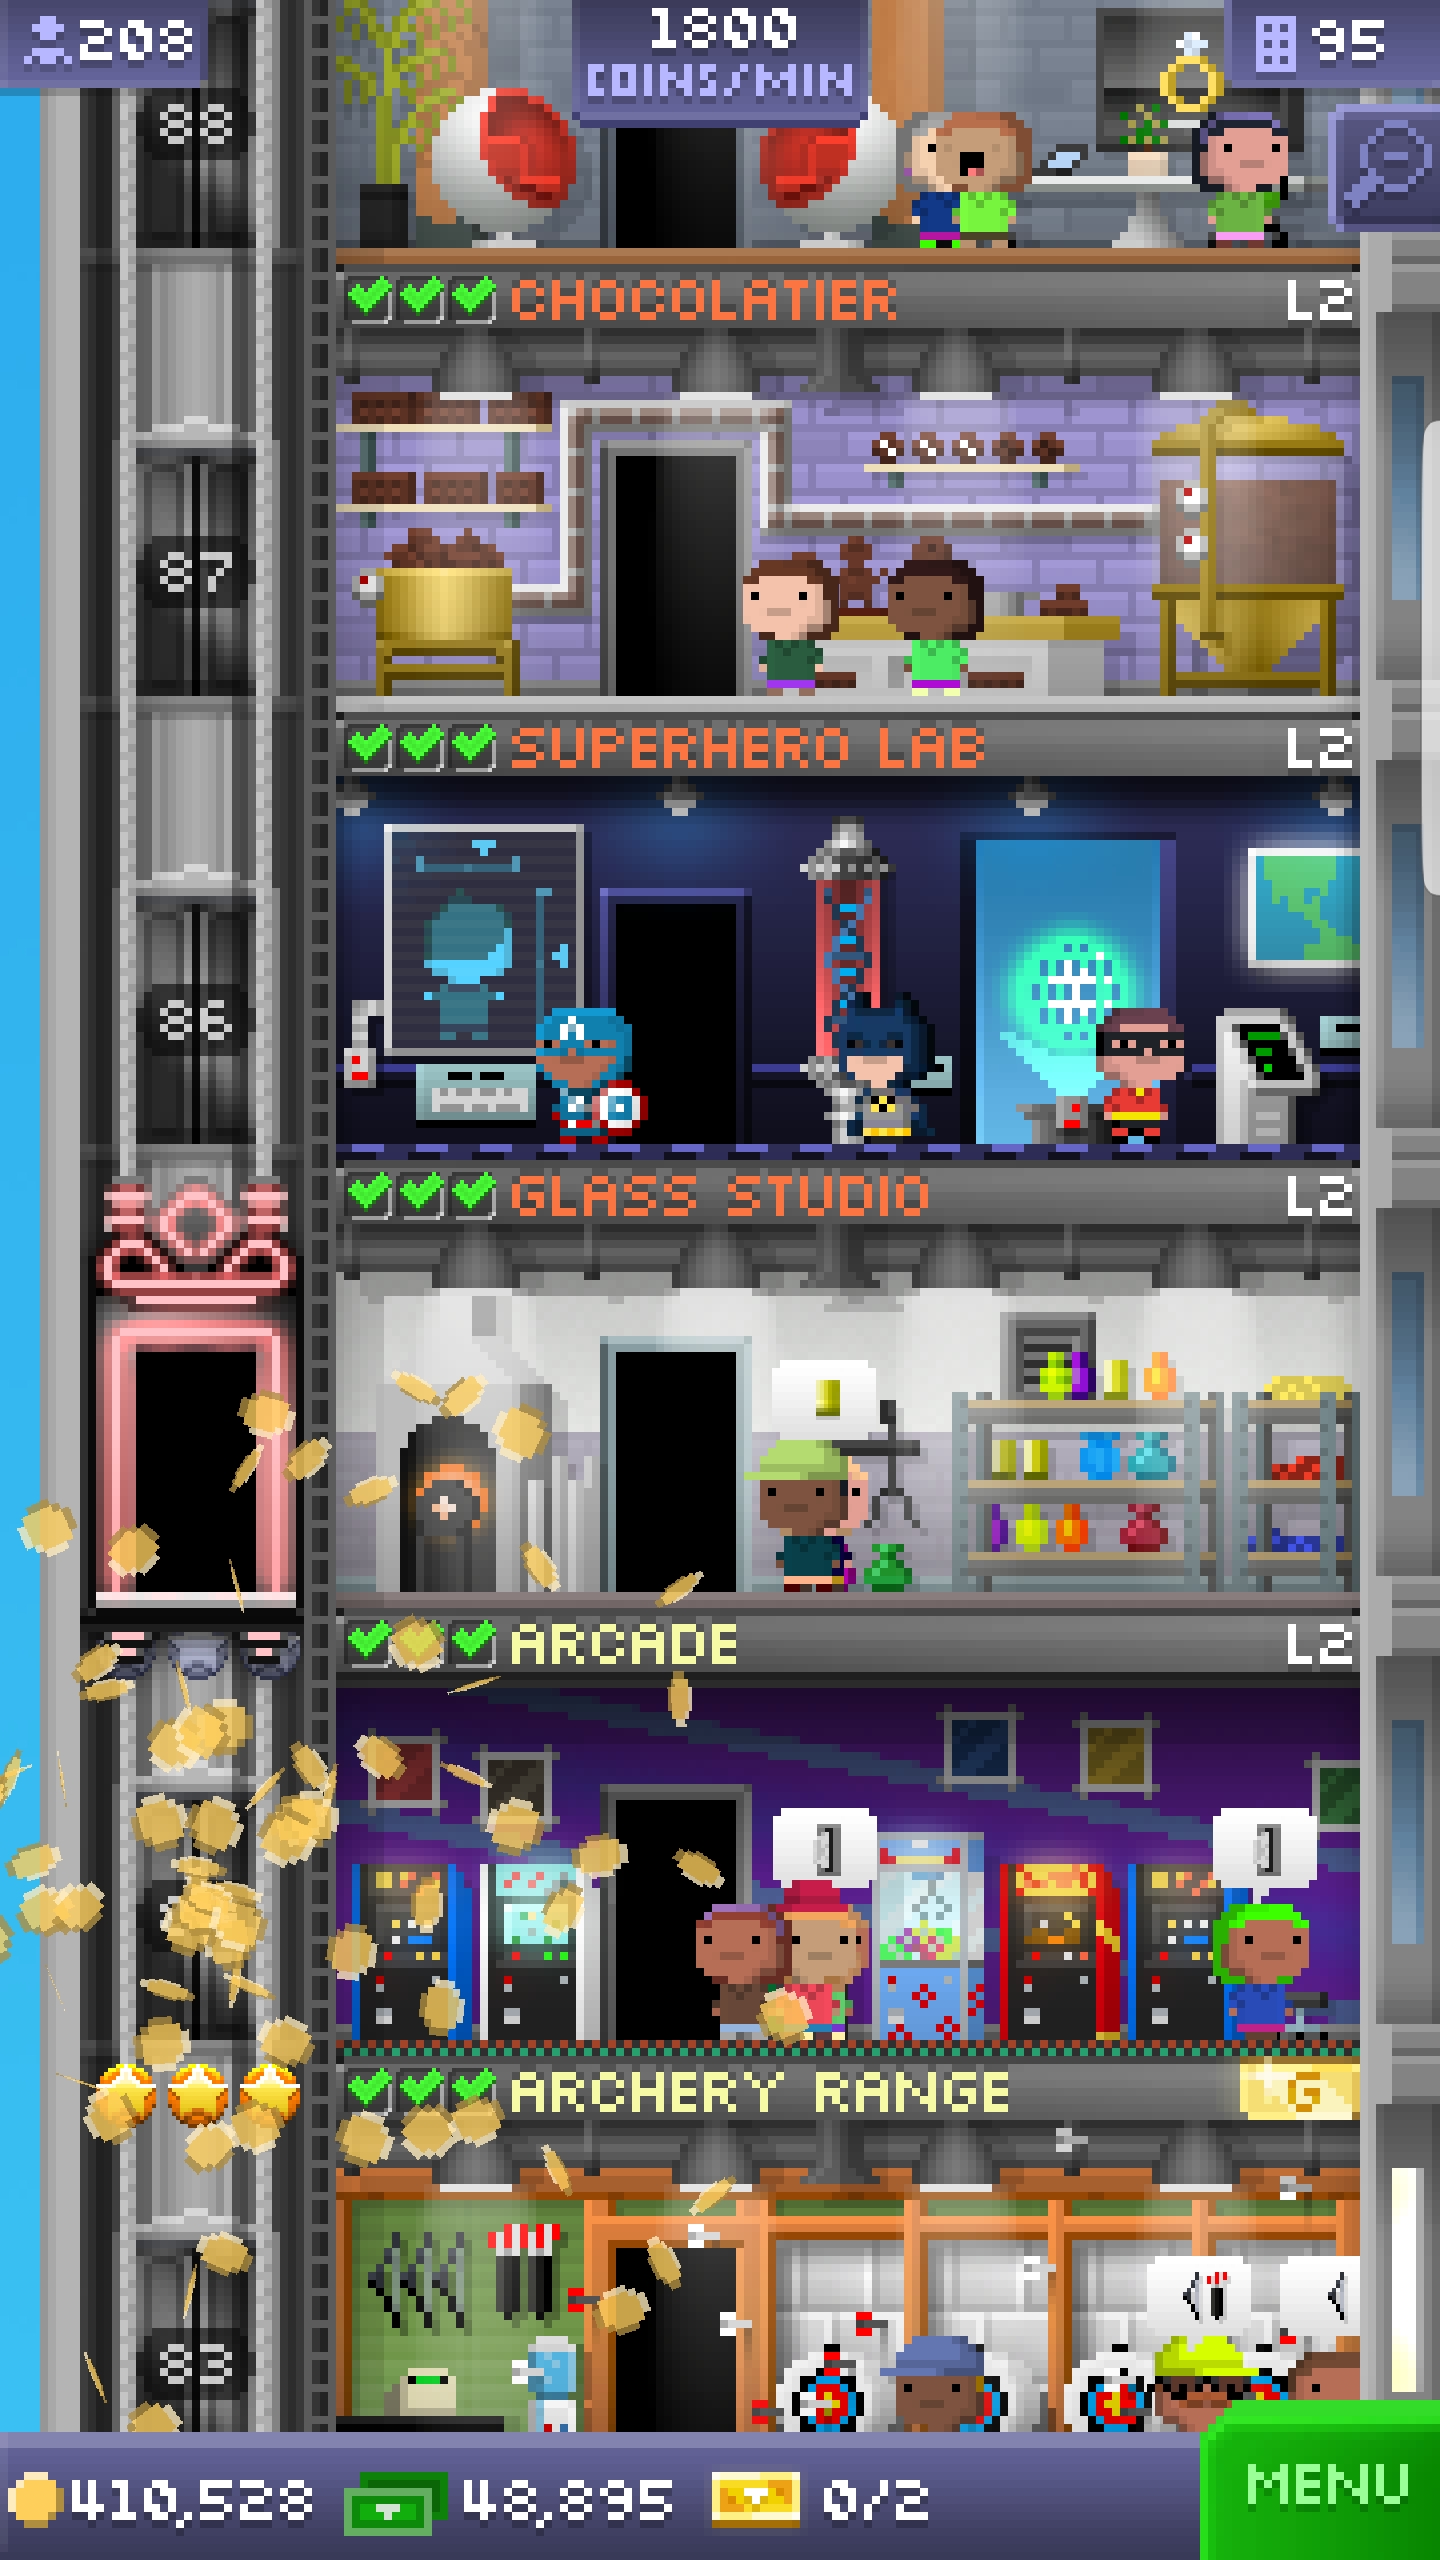 208
1800
COINS/MIN
95
88
CHOCOLATIER L2
87
SUPERHERO LAB L2
86
A
GLASS STUDIO L2
ARCADE L2
ARCHERY RANGE G
83
410,528 48,895 0/2
MENU